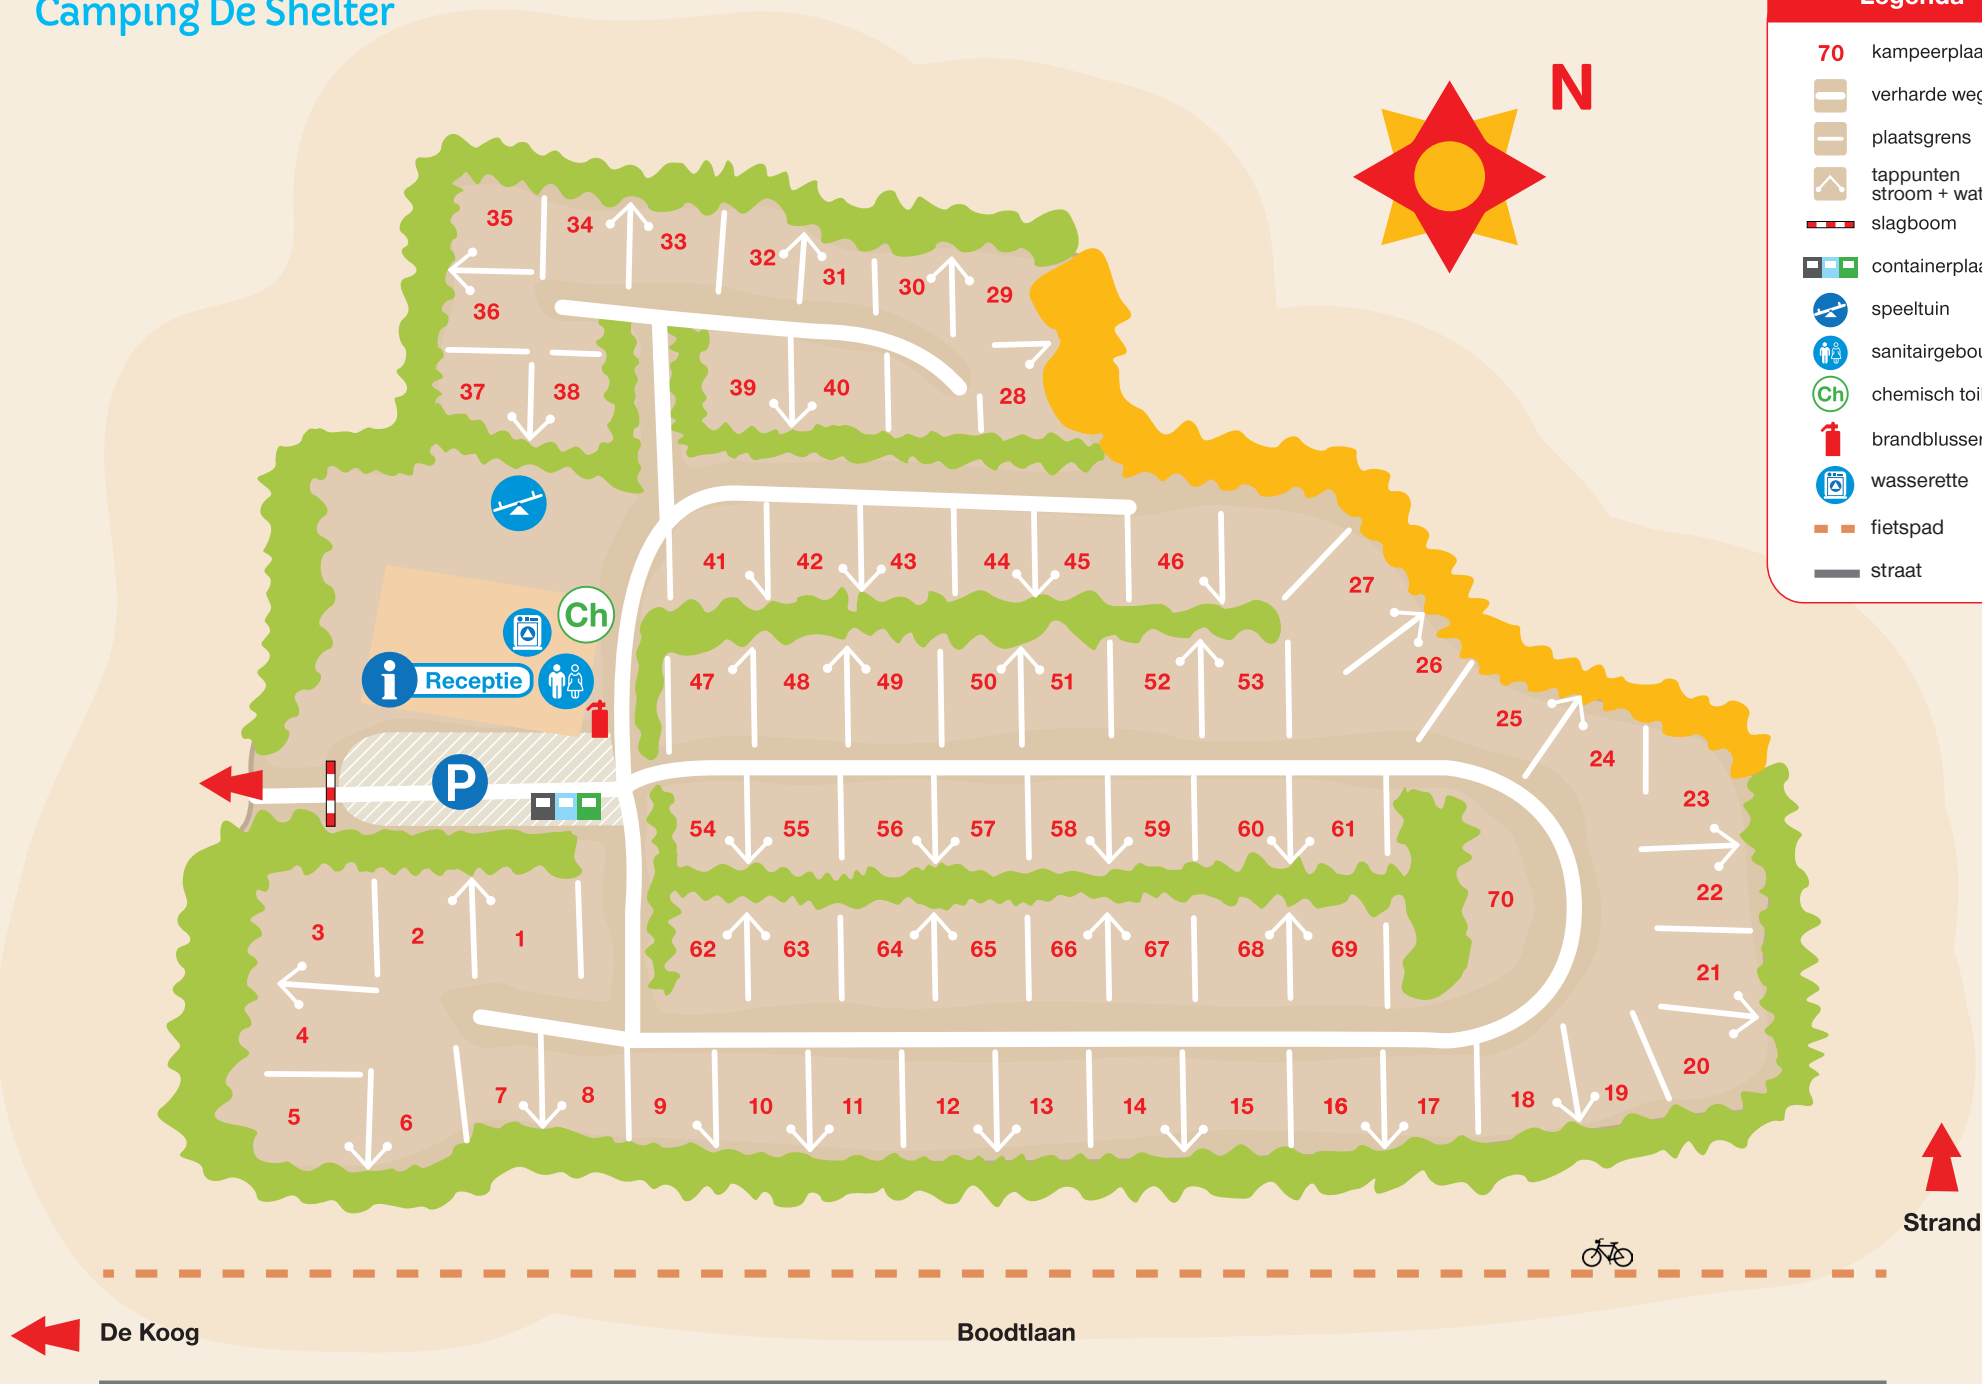 Camping De Shelter
Legenda
N
70 kampeerplaa
verharde weg
plaatsgrens
tappunten
stroom + wat
slagboom
containerplaa
speeltuin
sanitairgebou
Ch chemisch toil
brandblusser
wasserette
fietspad
straat
35 34 33 32 31 30 29
36
37 38 39 40 28
41 42 43 44 45 46 27
Ch
i Receptie
47 48 49 50 51 52 53 26
25
24
P
23
54 55 56 57 58 59 60 61
70 22
3 2 1
62 63 64 65 66 67 68 69
21
4
20
5 6 7 8 9 10 11 12 13 14 15 16 17 18 19
Strand
De Koog
Boodtlaan